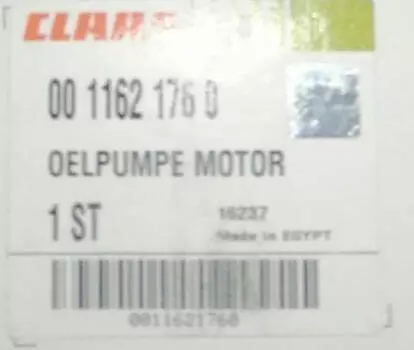 CLAAS
00 1162 176 0
OELPUMPE MOTOR
1 ST
16237
Made in EGYPT
0011621760